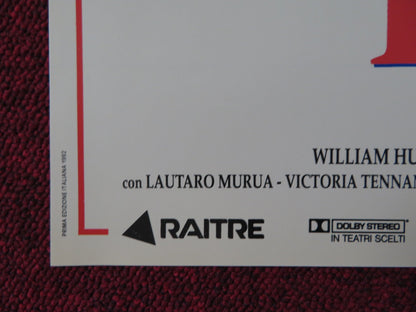 WILLIAM HU
con LAUTARO MURUA - VICTORIA TENNAN
RAITRE
DOLBY STEREO
IN TEATRI SCELTI
PRIMA EDIZIONE ITALIANA 1992